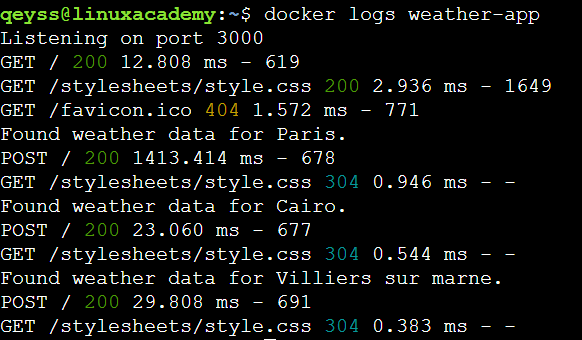 qeyss@linuxacademy:~$ docker logs weather-app
Listening on port 3000
GET / 200 12.808 ms - 619
GET /stylesheets/style.css 200 2.936 ms - 1649
GET /favicon.ico 404 1.572 ms - 771
Found weather data for Paris.
POST / 200 1413.414 ms - 678
GET /stylesheets/style.css 304 0.946 ms - -
Found weather data for Cairo.
POST / 200 23.060 ms - 677
GET /stylesheets/style.css 304 0.544 ms - -
Found weather data for Villiers sur marne.
POST / 200 29.808 ms - 691
GET /stylesheets/style.css 304 0.383 ms - -